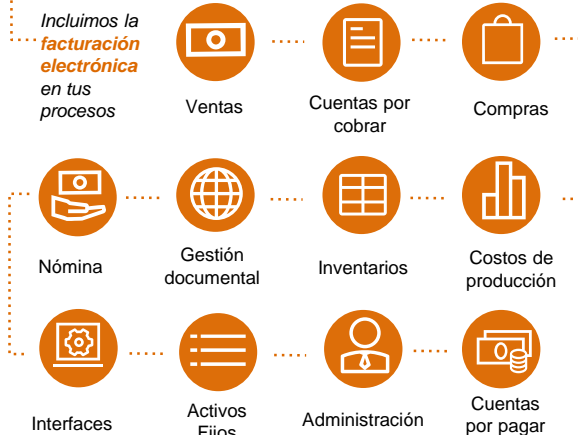 Incluimos la
facturación
electrónica
en tus
procesos
Ventas
Cuentas por
cobrar
Compras
Nómina
Gestión
documental
Inventarios
Costos de
producción
Interfaces
Activos
Fijos
Administración
Cuentas
por pagar